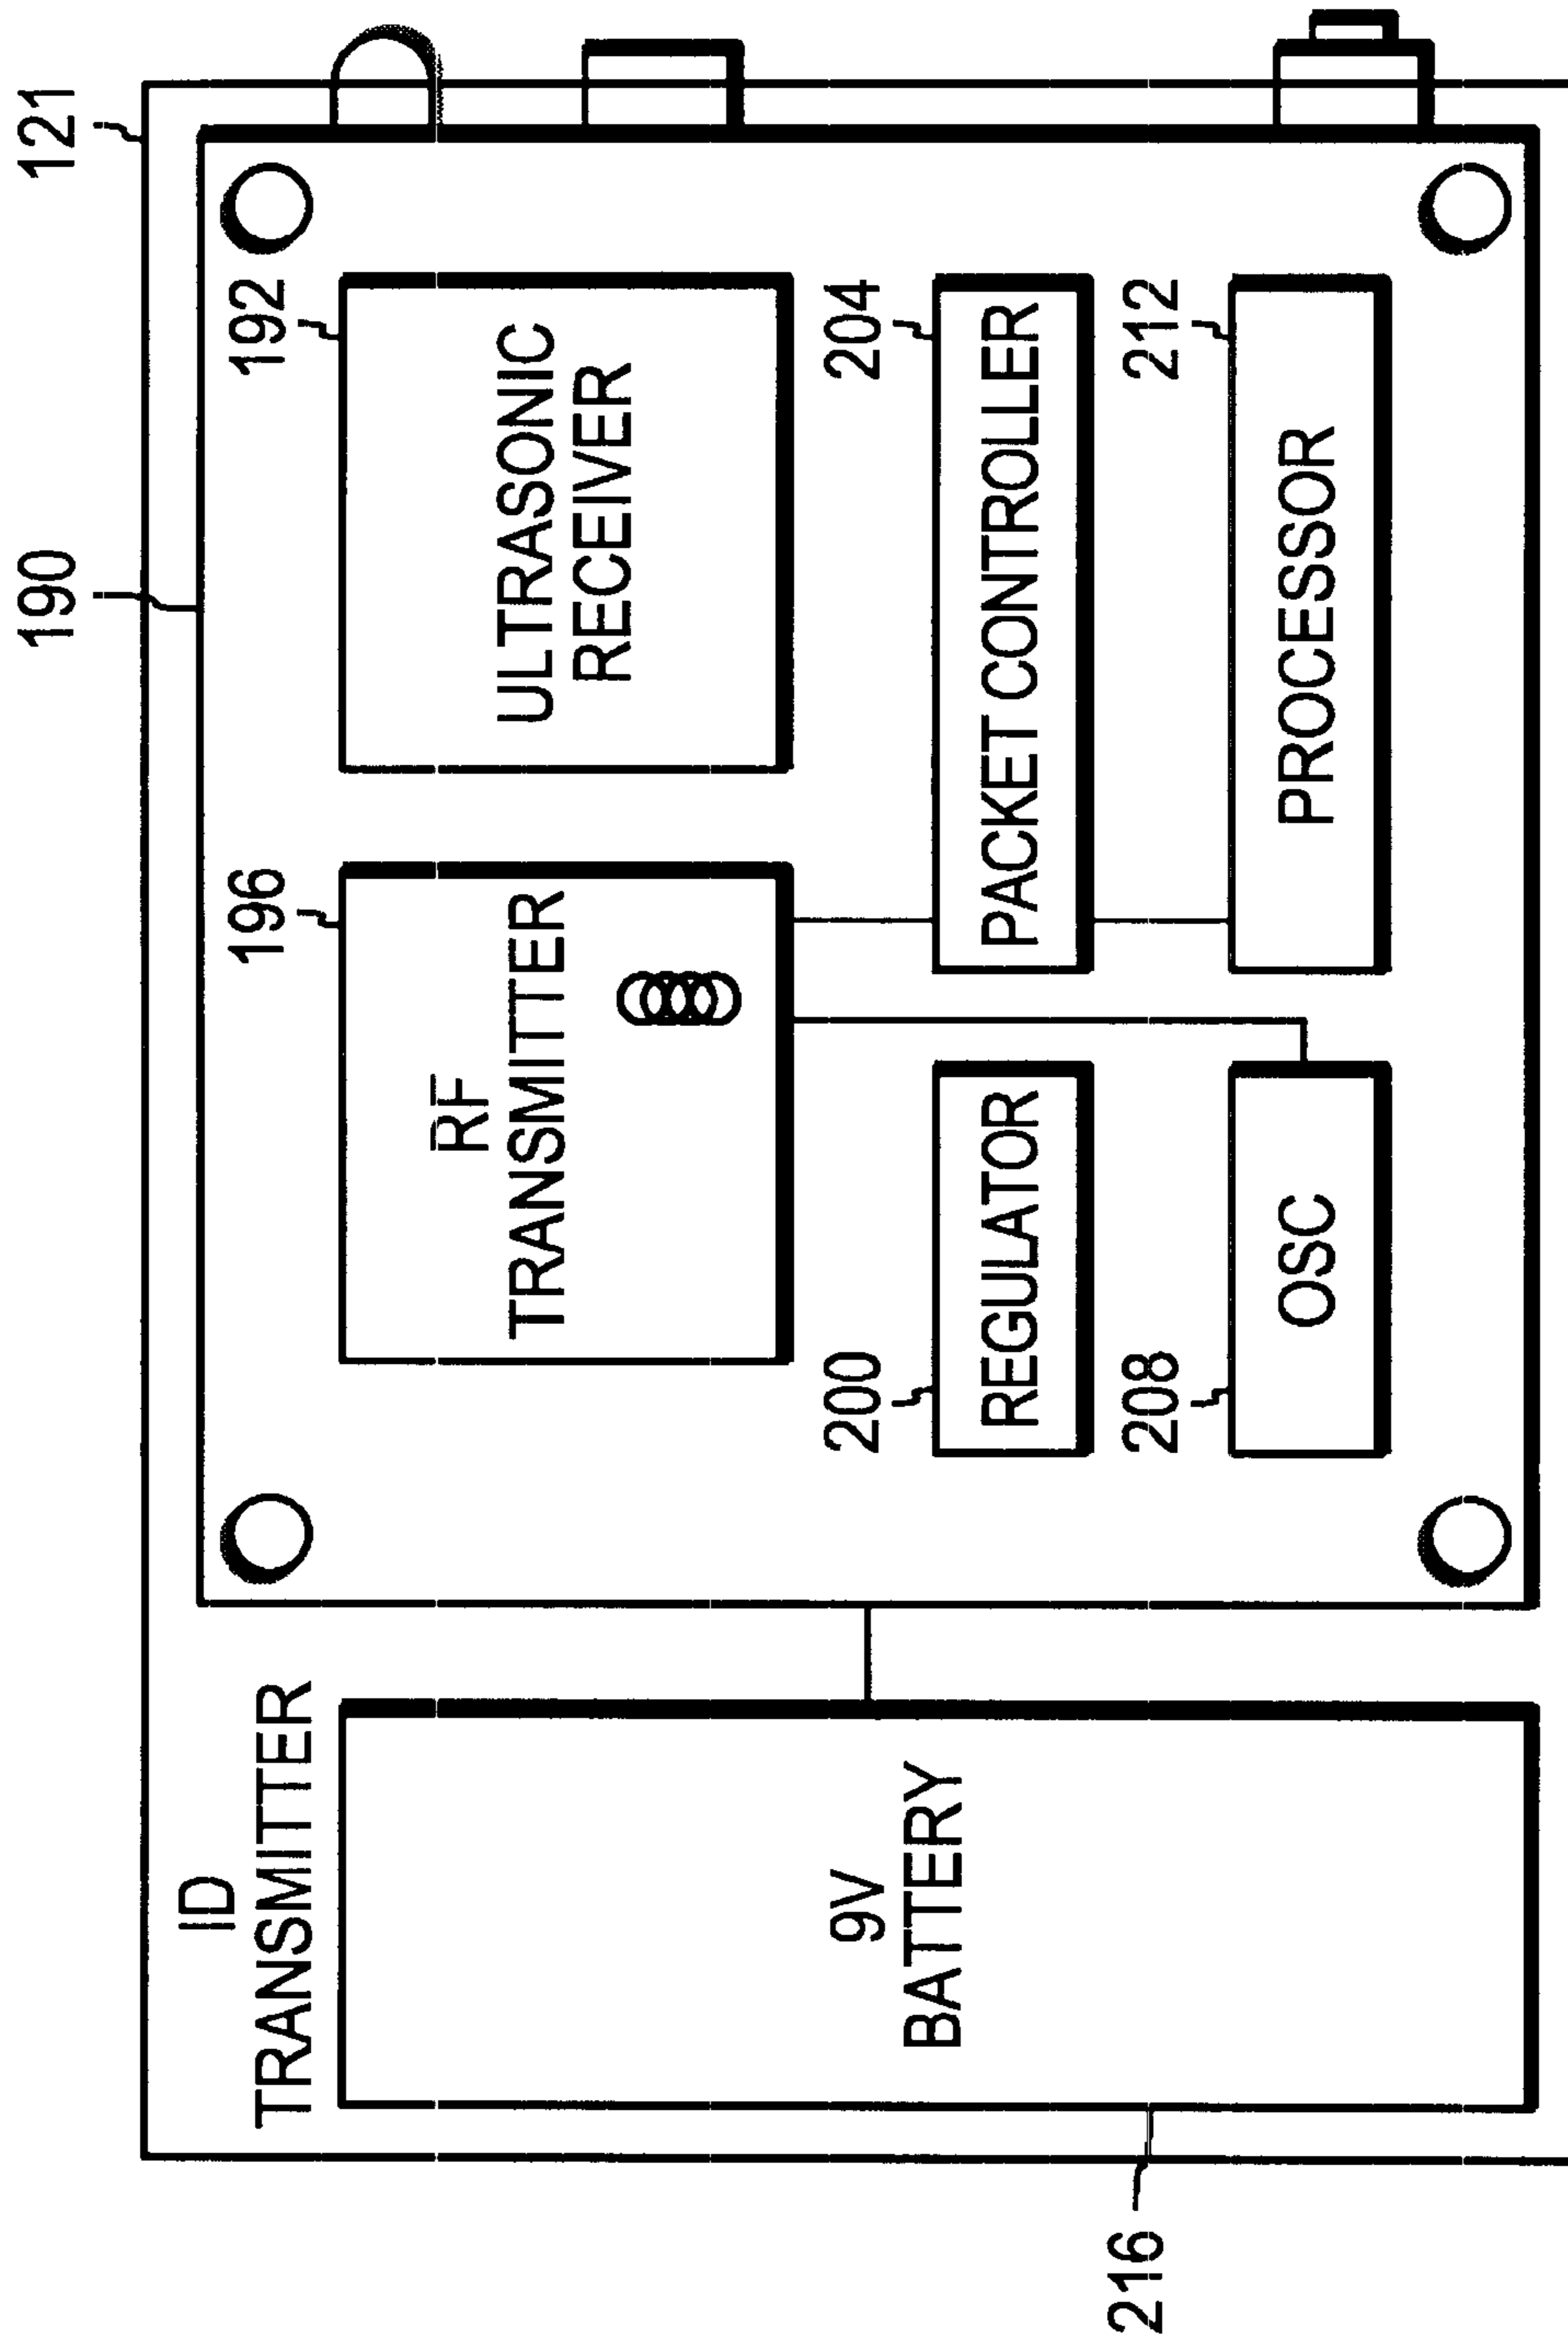 190
121
ID
TRANSMITTER
196
192
RF
TRANSMITTER
ULTRASONIC
RECEIVER
9V
BATTERY
200
204
REGULATOR
PACKET CONTROLLER
216
208
212
OSC
PROCESSOR